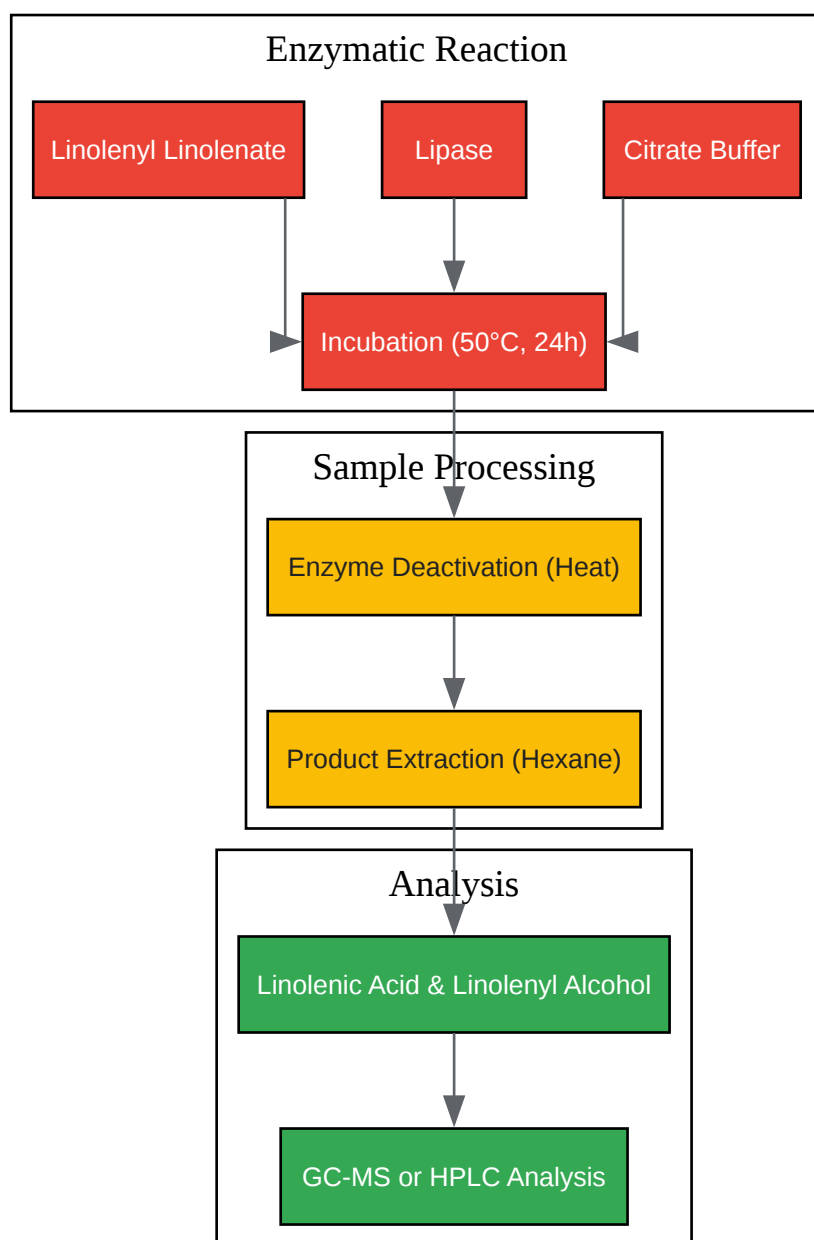 Enzymatic Reaction
Linolenyl Linolenate
Lipase
Citrate Buffer
Incubation (50°C, 24h)
Sample Processing
Enzyme Deactivation (Heat)
Product Extraction (Hexane)
Analysis
Linolenic Acid & Linolenyl Alcohol
GC-MS or HPLC Analysis